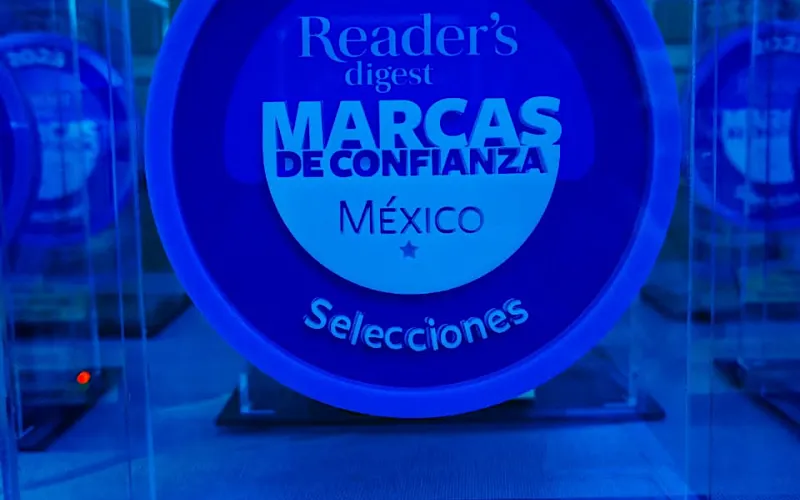 Reader's
digest
MARCAS
DE CONFIANZA
MÉXICO
Selecciones